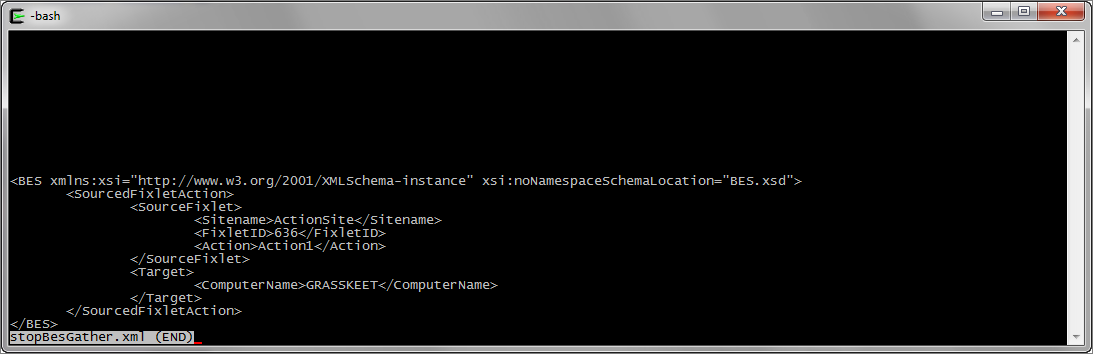 -bash
<BES xmlns:xsi="http://www.w3.org/2001/XMLSchema-instance" xsi:noNamespaceSchemaLocation="BES.xsd">
        <SourcedFixletAction>
                <SourceFixlet>
                        <Sitename>ActionSite</Sitename>
                        <FixletID>636</FixletID>
                        <Action>Action1</Action>
                </SourceFixlet>
                <Target>
                        <ComputerName>GRASSKEET</ComputerName>
                </Target>
        </SourcedFixletAction>
</BES>
stopBesGather.xml (END)